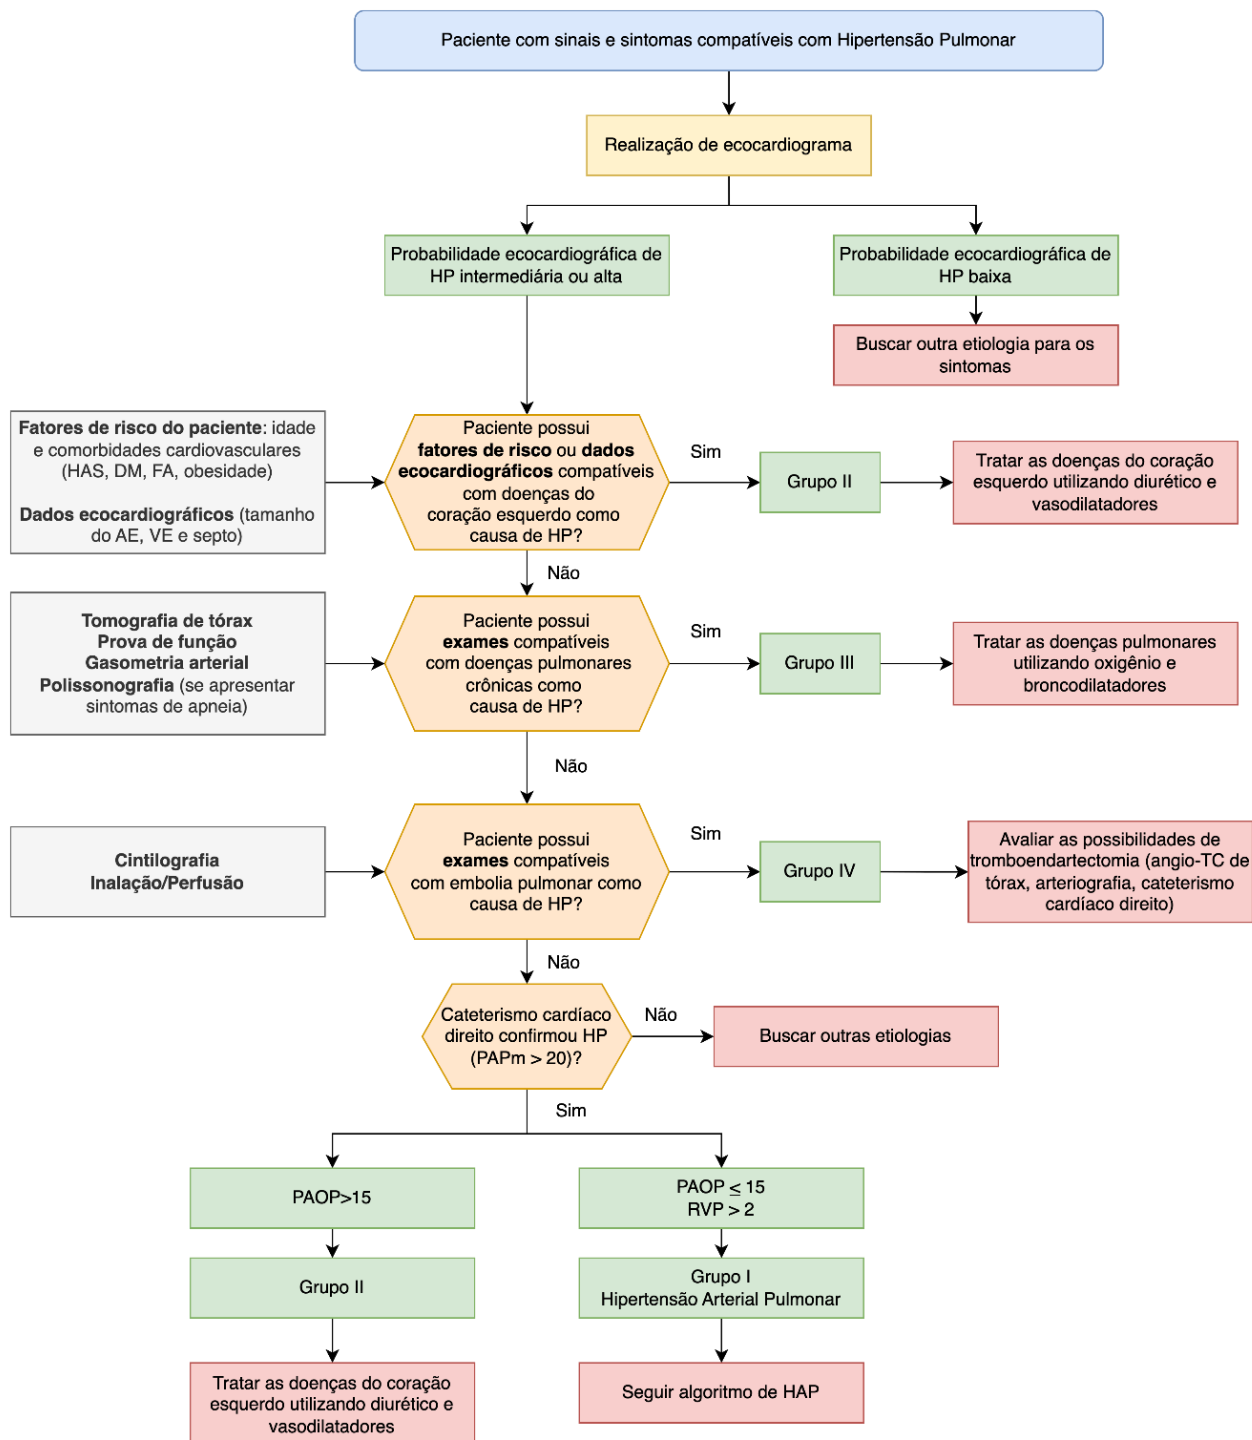 Paciente com sinais e sintomas compatíveis com Hipertensão Pulmonar
Realização de ecocardiograma
Probabilidade ecocardiográfica de
HP intermediária ou alta
Probabilidade ecocardiográfica de
HP baixa
Buscar outra etiologia para os
sintomas
Fatores de risco do paciente: idade
e comorbidades cardiovasculares
(HAS, DM, FA, obesidade)
Dados ecocardiográficos (tamanho
do AE, VE e septo)
Paciente possui
fatores de risco ou dados
ecocardiográficos compatíveis
com doenças do
coração esquerdo como
causa de HP?
Sim
Grupo II
Tratar as doenças do coração
esquerdo utilizando diurético e
vasodilatadores
Não
Tomografia de tórax
Prova de função
Gasometria arterial
Polissonografia (se apresentar
sintomas de apneia)
Paciente possui
exames compatíveis
com doenças pulmonares
crônicas como
causa de HP?
Sim
Grupo III
Tratar as doenças pulmonares
utilizando oxigênio e
broncodilatadores
Não
Cintilografia
Inalação/Perfusão
Paciente possui
exames compatíveis
com embolia pulmonar como
causa de HP?
Sim
Grupo IV
Avaliar as possibilidades de
tromboendartectomia (angio-TC de
tórax, arteriografia, cateterismo
cardíaco direito)
Não
Cateterismo cardíaco
direito confirmou HP
(PAPm > 20)?
Não
Buscar outras etiologias
Sim
PAOP>15
PAOP ≤ 15
RVP > 2
Grupo II
Grupo I
Hipertensão Arterial Pulmonar
Tratar as doenças do coração
esquerdo utilizando diurético e
vasodilatadores
Seguir algoritmo de HAP